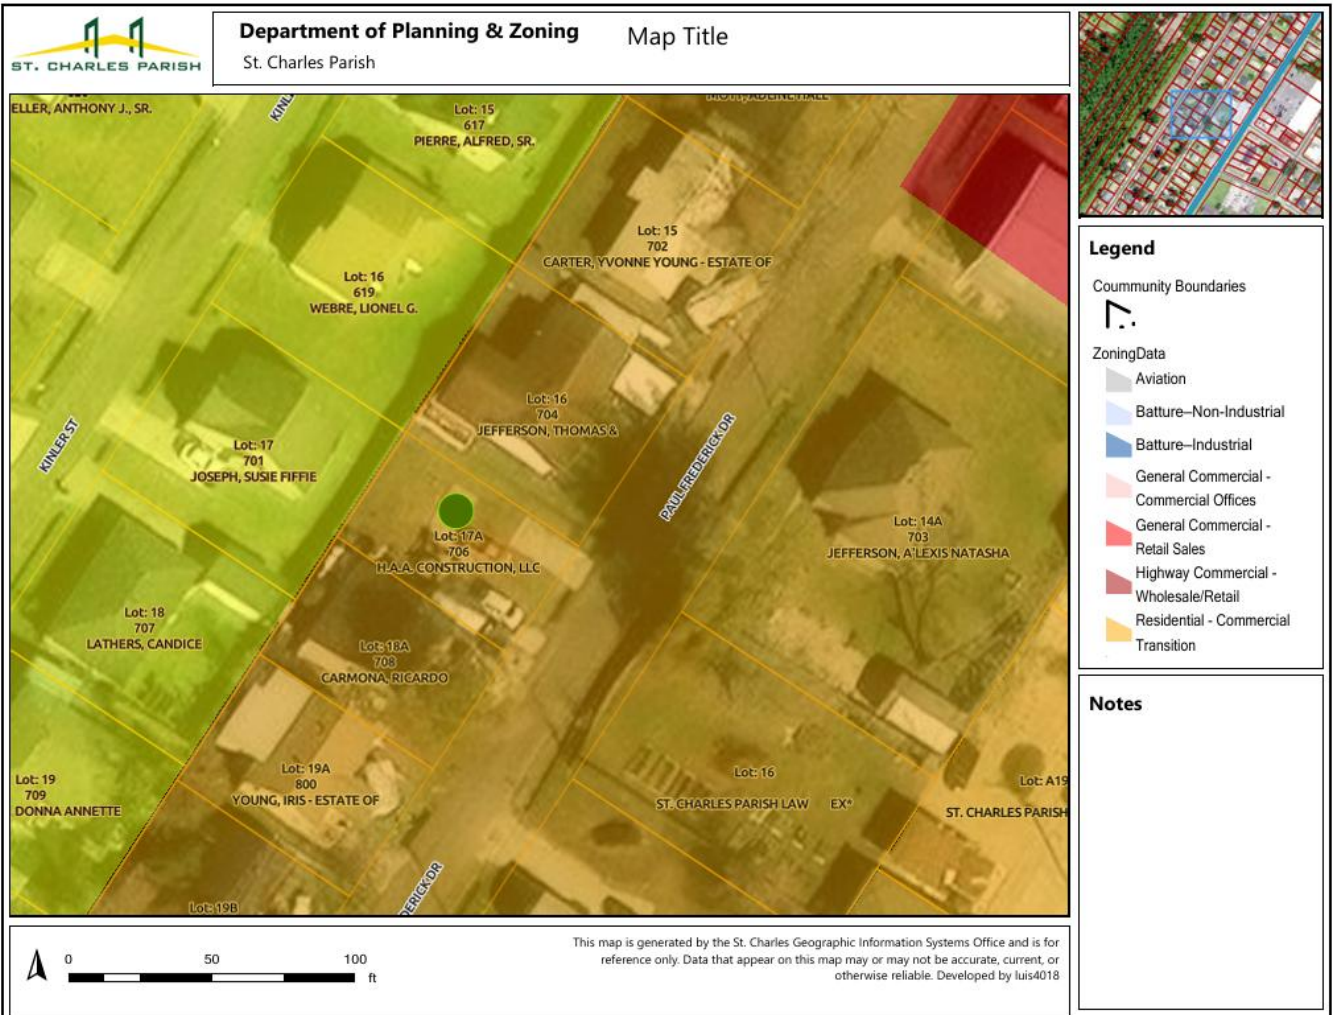 ST. CHARLES PARISH
Department of Planning & Zoning
Map Title
St. Charles Parish
ELLER, ANTHONY J., SR.
KINL
Lot: 15
617
PIERRE, ALFRED, SR.
MOTT, ADLINE HALL
Lot: 15
702
CARTER, YVONNE YOUNG - ESTATE OF
Lot: 16
619
WEBRE, LIONEL G.
Lot: 16
704
JEFFERSON, THOMAS &
KINLER ST
PAUL FREDERICK DR
Lot: 17
701
JOSEPH, SUSIE FIFFIE
Lot: 17A
706
H.A.A. CONSTRUCTION, LLC
Lot: 14A
703
JEFFERSON, A`LEXIS NATASHA
Lot: 18
707
LATHERS, CANDICE
Lot: 18A
708
CARMONA, RICARDO
Lot: 19
709
DONNA ANNETTE
Lot: 19A
800
YOUNG, IRIS - ESTATE OF
Lot: 16
ST. CHARLES PARISH LAW EX*
Lot: A19
ST. CHARLES PARISH
Lot: 19B
DERICK DR
Legend
Coummunity Boundaries
ZoningData
Aviation
Batture–Non-Industrial
Batture–Industrial
General Commercial -
Commercial Offices
General Commercial -
Retail Sales
Highway Commercial -
Wholesale/Retail
Residential - Commercial
Transition
Notes
0 50 100
ft
This map is generated by the St. Charles Geographic Information Systems Office and is for
reference only. Data that appear on this map may or may not be accurate, current, or
otherwise reliable. Developed by luis4018